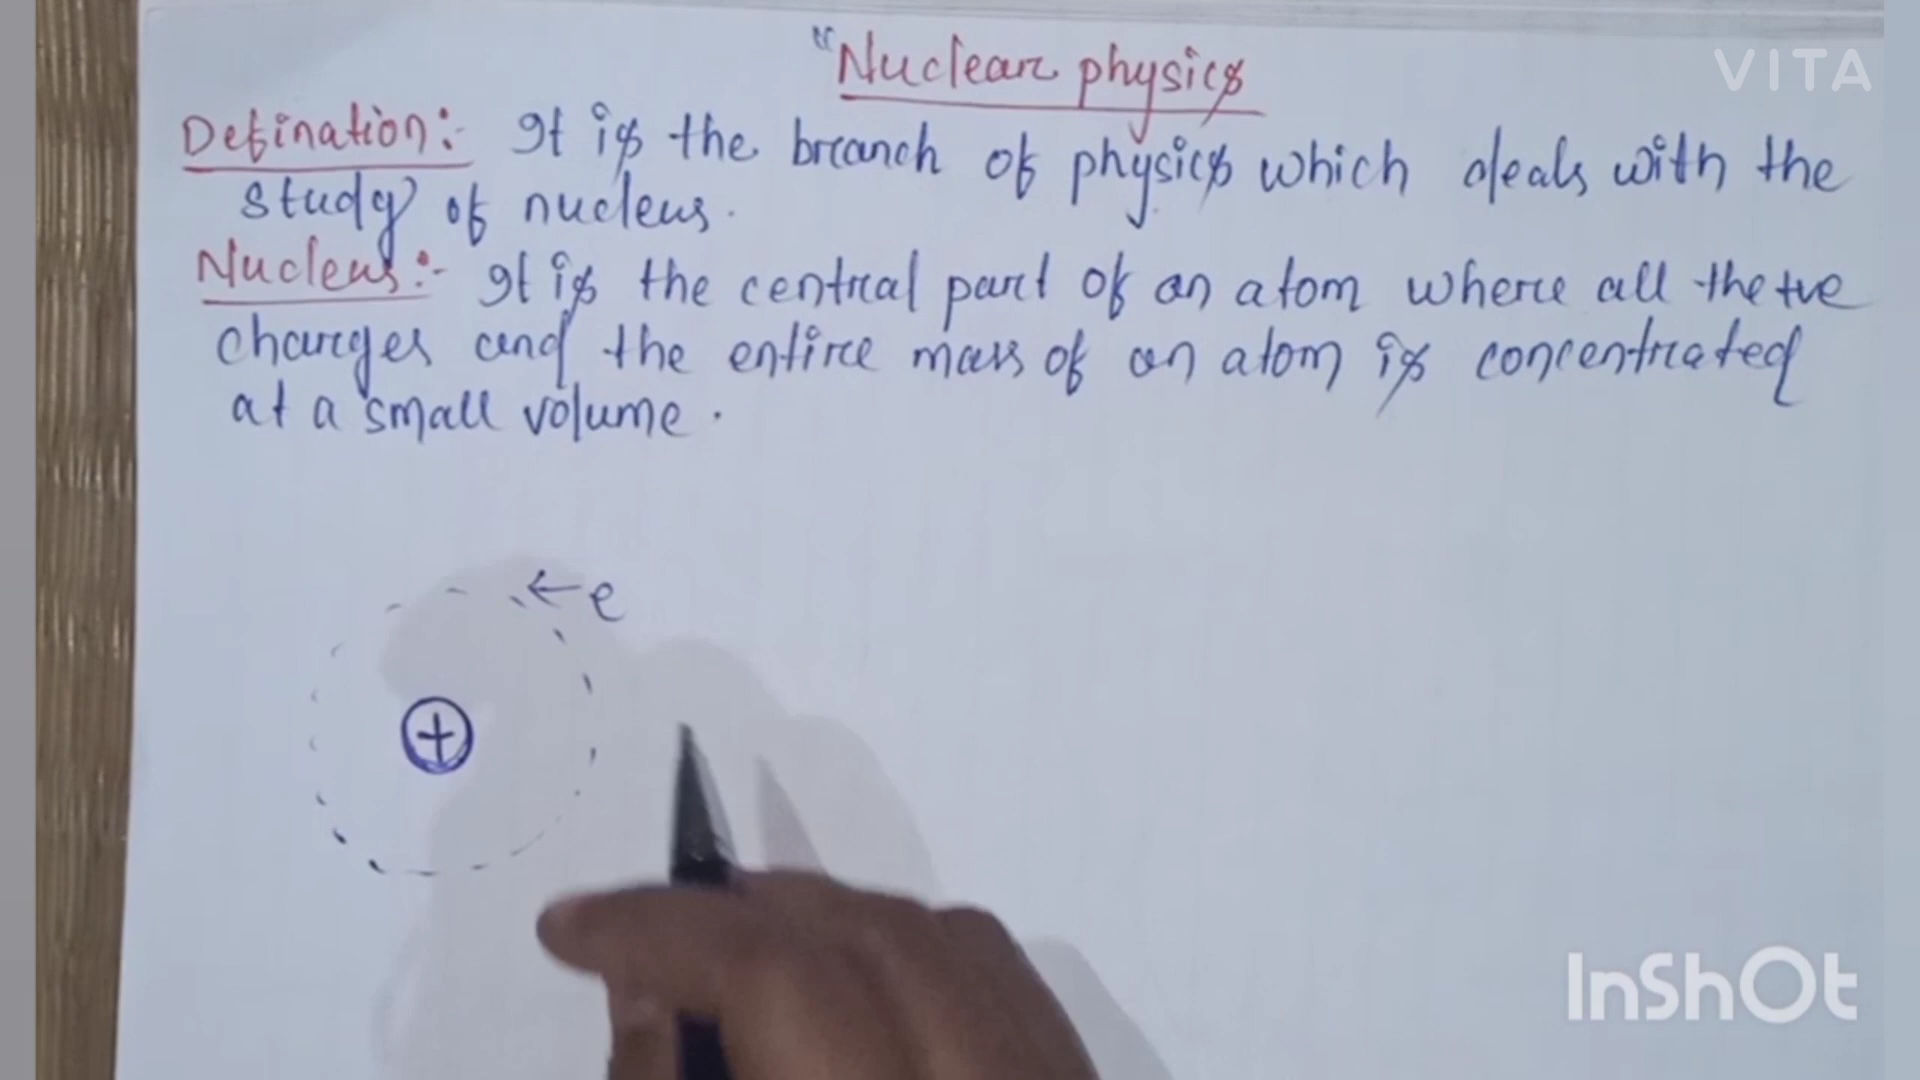 "Nuclear physics
VITA
Defination:- It is the branch of physics which deals with the
study of nucleus.
Nucleus:- It is the central part of an atom where all the +ve
charges and the entire mass of an atom is concentrated
at a small volume.
←e
+
InShOt